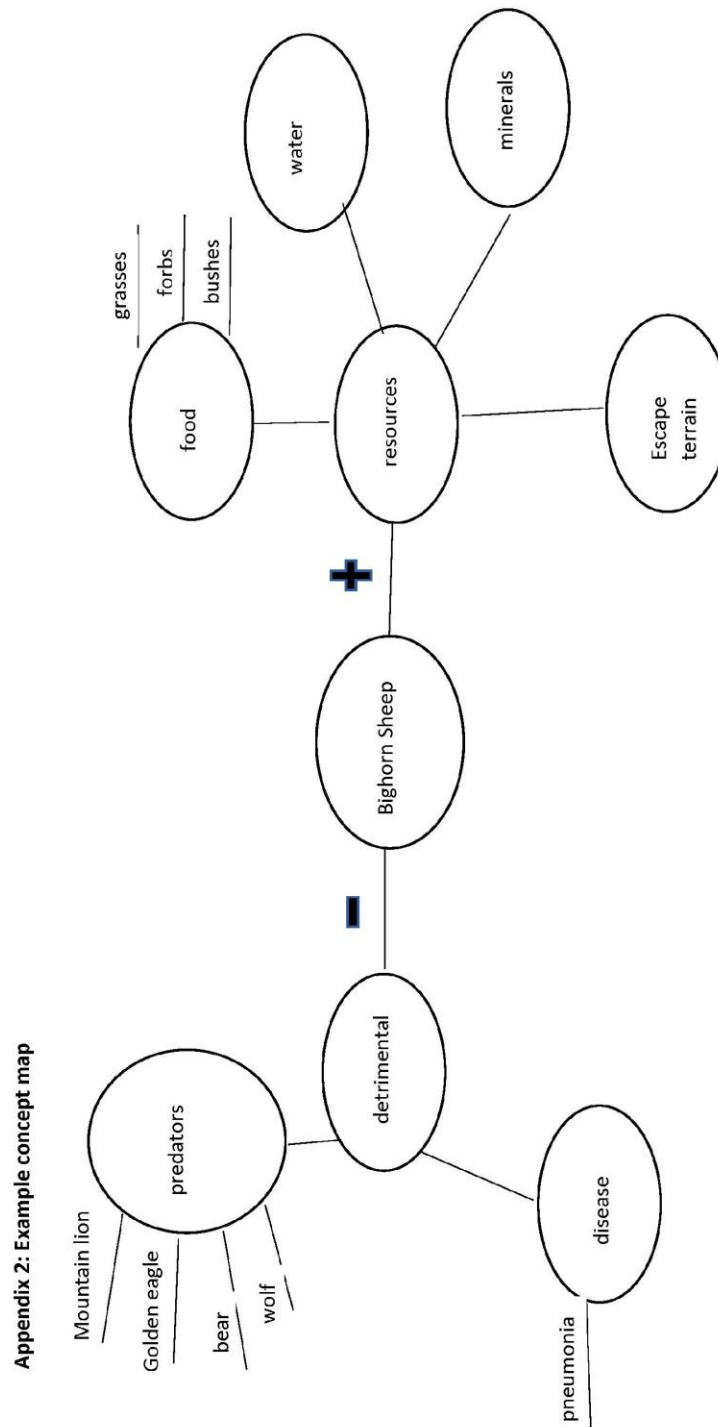 Appendix 2: Example concept map
Mountain lion
Golden eagle
bear
wolf
predators
pneumonia
disease
detrimental
-
Bighorn Sheep
+
resources
food
grasses
forbs
bushes
water
minerals
Escape
terrain